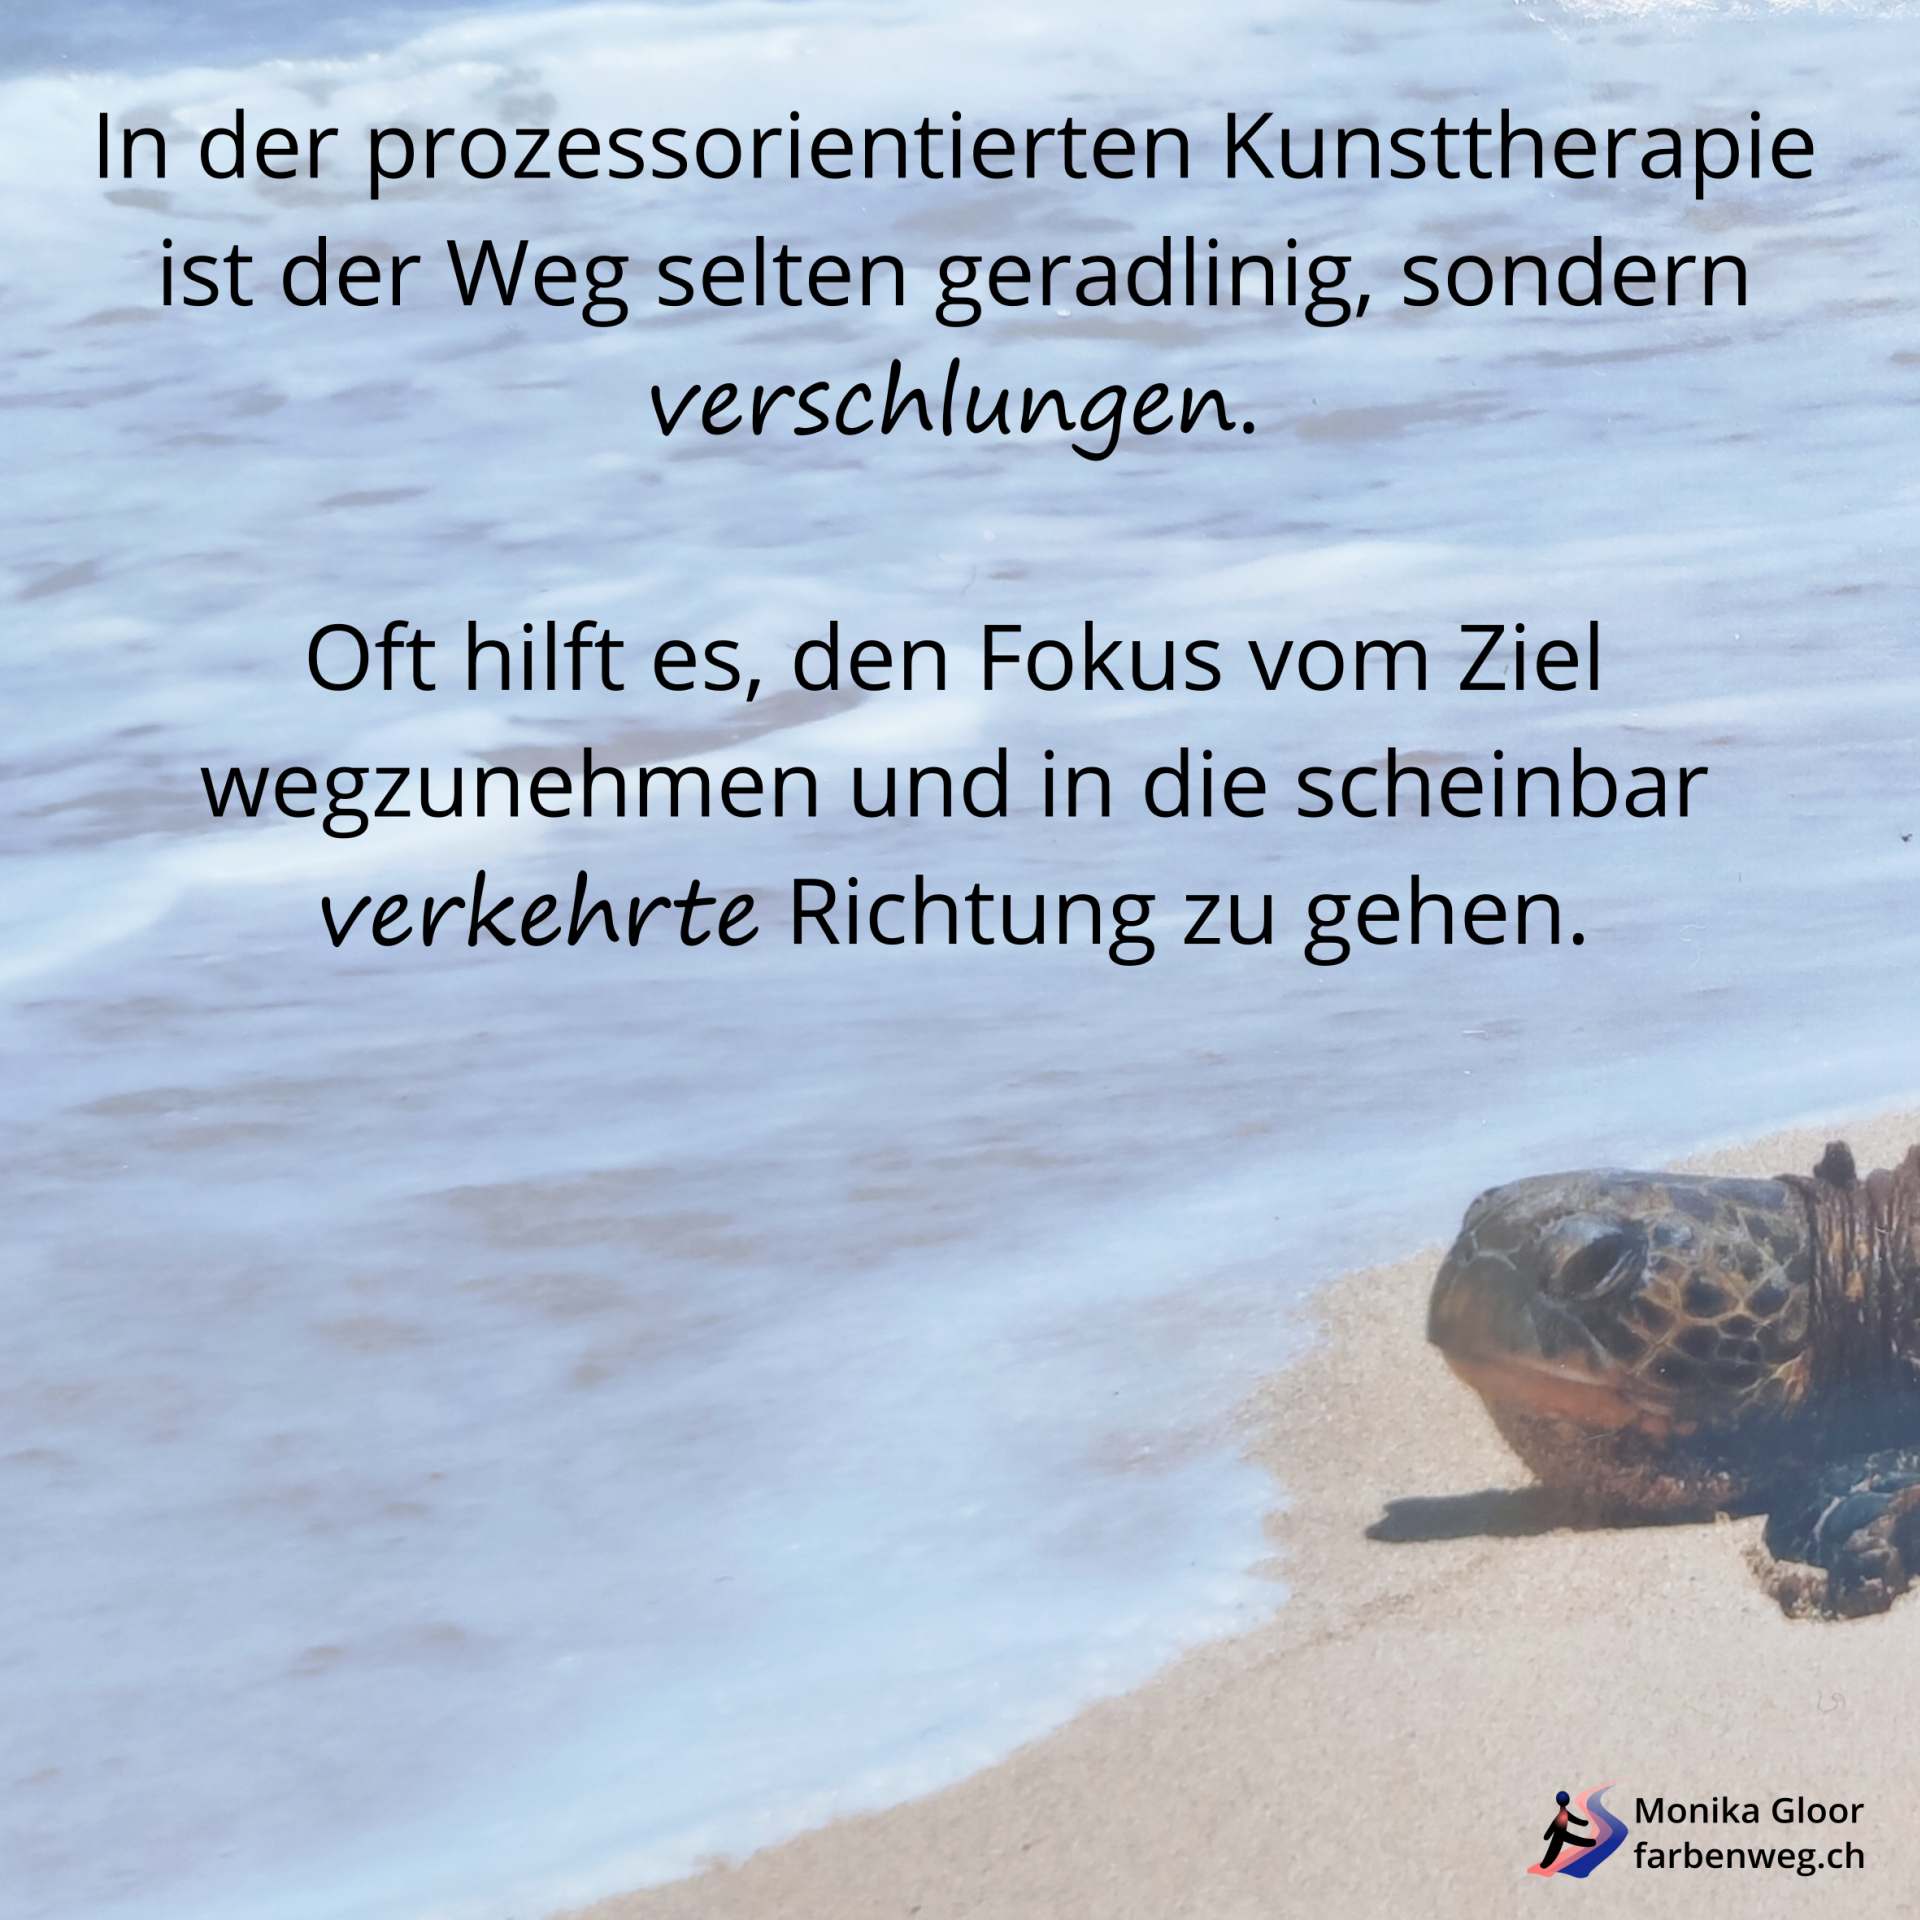 In der prozessorientierten Kunsttherapie
ist der Weg selten geradlinig, sondern
verschlungen.
Oft hilft es, den Fokus vom Ziel
wegzunehmen und in die scheinbar
verkehrte Richtung zu gehen.
Monika Gloor
farbenweg.ch